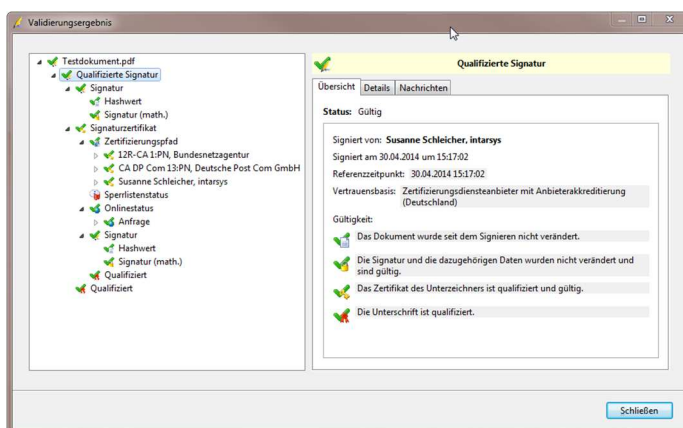 Validierungsergebnis
Testdokument.pdf
Qualifizierte Signatur
Signatur
Hashwert
Signatur (math.)
Signaturzertifikat
Zertifizierungspfad
12R-CA 1:PN, Bundesnetzagentur
CA DP Com 13:PN, Deutsche Post Com GmbH
Susanne Schleicher, intarsys
Sperrlistenstatus
Onlinestatus
Anfrage
Signatur
Hashwert
Signatur (math.)
Qualifiziert
Qualifiziert
Qualifizierte Signatur
Übersicht Details Nachrichten
Status: Gültig
Signiert von: Susanne Schleicher, intarsys
Signiert am 30.04.2014 um 15:17:02
Referenzzeitpunkt: 30.04.2014 15:17:02
Vertrauensbasis: Zertifizierungsdiensteanbieter mit Anbieterakkreditierung
(Deutschland)
Gültigkeit:
Das Dokument wurde seit dem Signieren nicht verändert.
Die Signatur und die dazugehörigen Daten wurden nicht verändert und
sind gültig.
Das Zertifikat des Unterzeichners ist qualifiziert und gültig.
Die Unterschrift ist qualifiziert.
Schließen